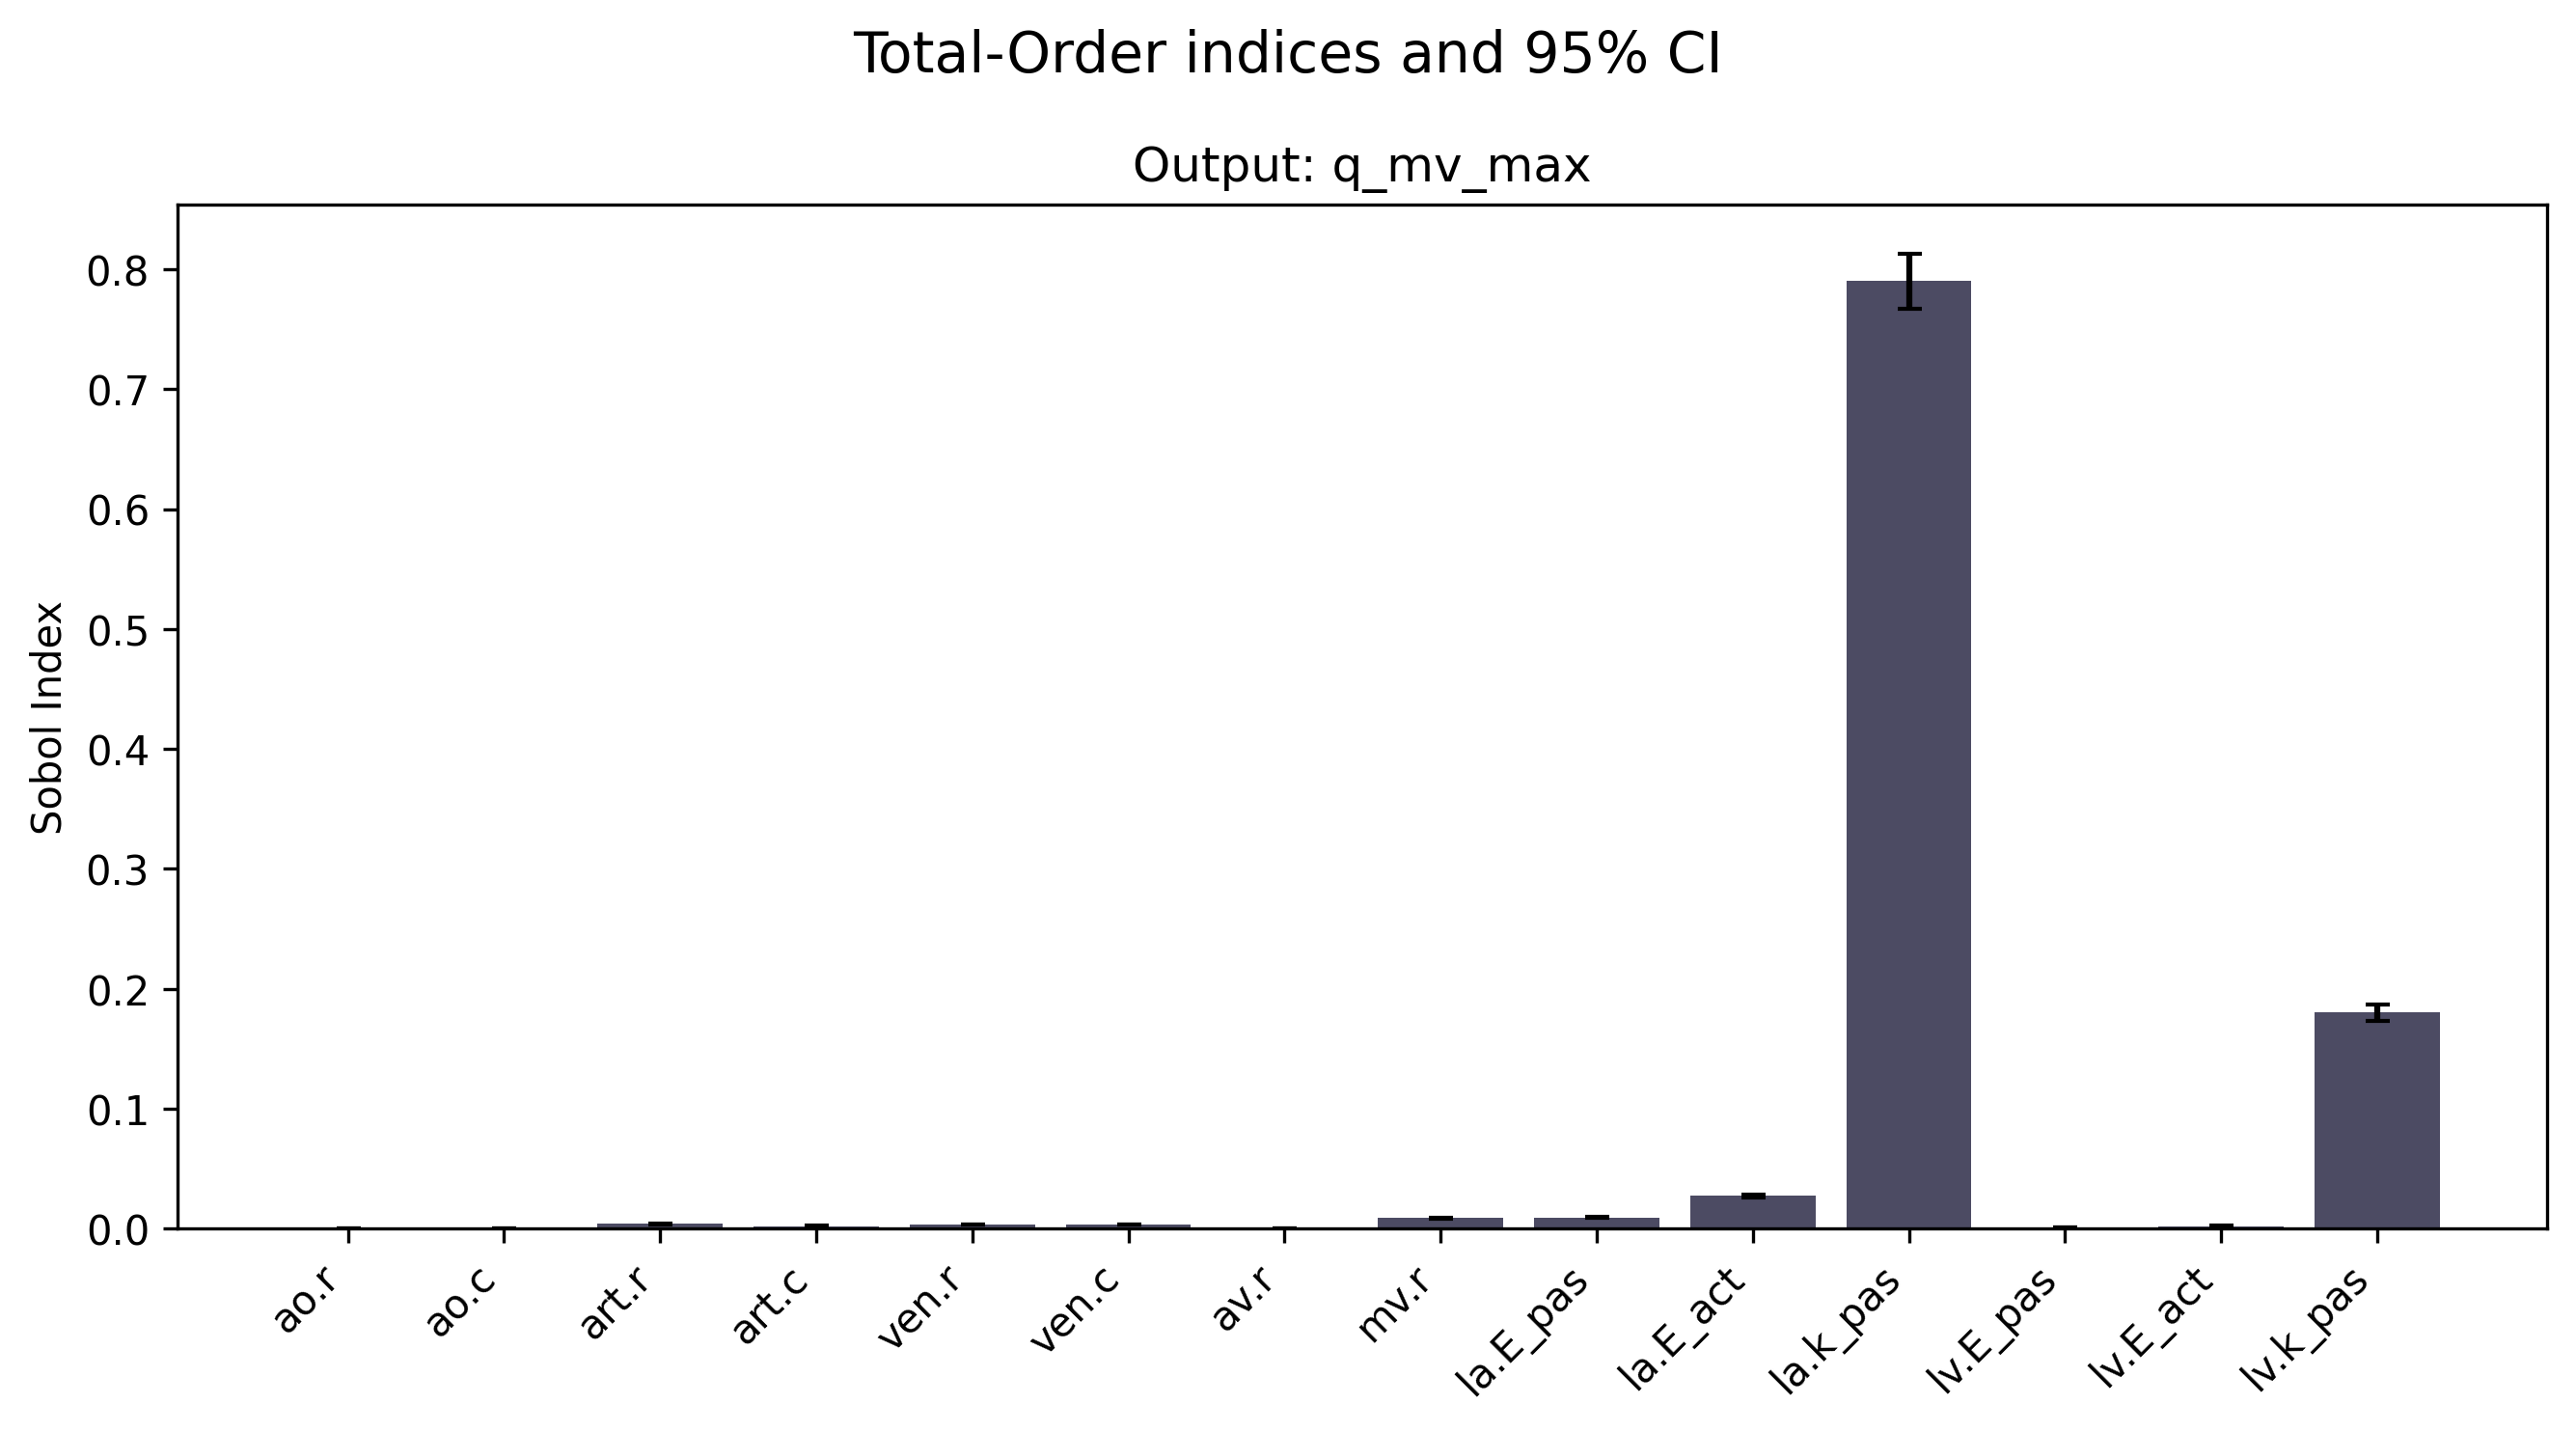 Total-Order indices and 95% CI
Output: q_mv_max
Sobol Index
0.8
0.7
0.6
0.5
0.4
0.3
0.2
0.1
0.0
ao.r
ao.c
art.r
art.c
ven.r
ven.c
av.r
mv.r
la.E_pas
la.E_act
la.k_pas
lv.E_pas
lv.E_act
lv.k_pas